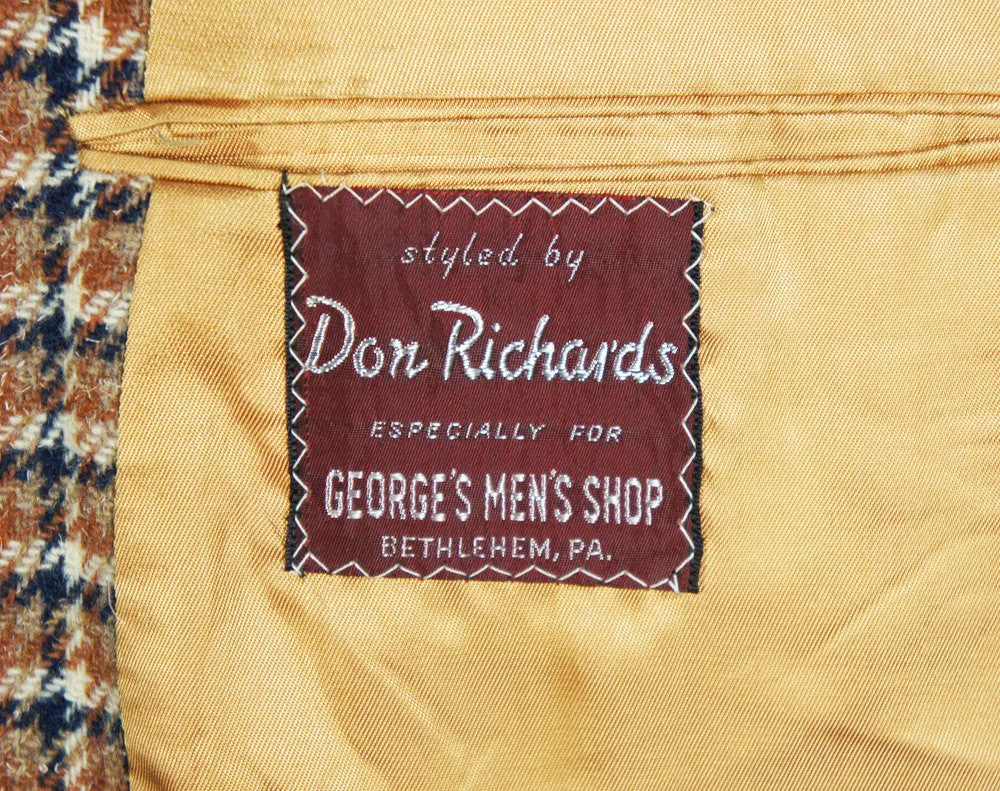 styled by
Don Richards
ESPECIALLY FOR
GEORGE'S MEN'S SHOP
BETHLEHEM, PA.